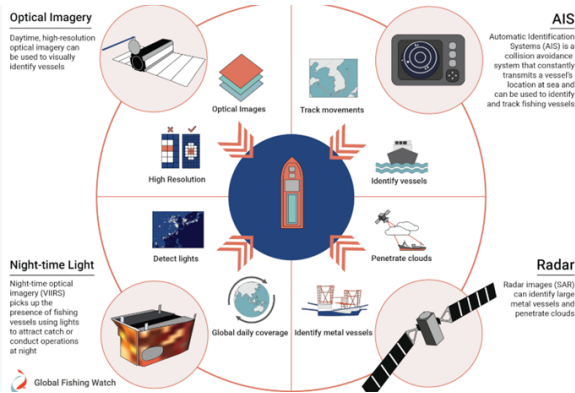 Optical Imagery
Daytime, high-resolution
optical imagery can
be used to visually
identify vessels
AIS
Automatic Identification
Systems (AIS) is a
collision avoidance
system that constantly
transmits a vessel's
location at sea and
can be used to identify
and track fishing vessels
Optical Images
Track movements
High Resolution
Identify vessels
Detect lights
Penetrate clouds
Global daily coverage
Identify metal vessels
Night-time Light
Night-time optical
imagery (VIIRS)
picks up the
presence of fishing
vessels using lights
to attract catch or
conduct operations
at night
Radar
Radar images (SAR)
can identify large
metal vessels and
penetrate clouds
Global Fishing Watch